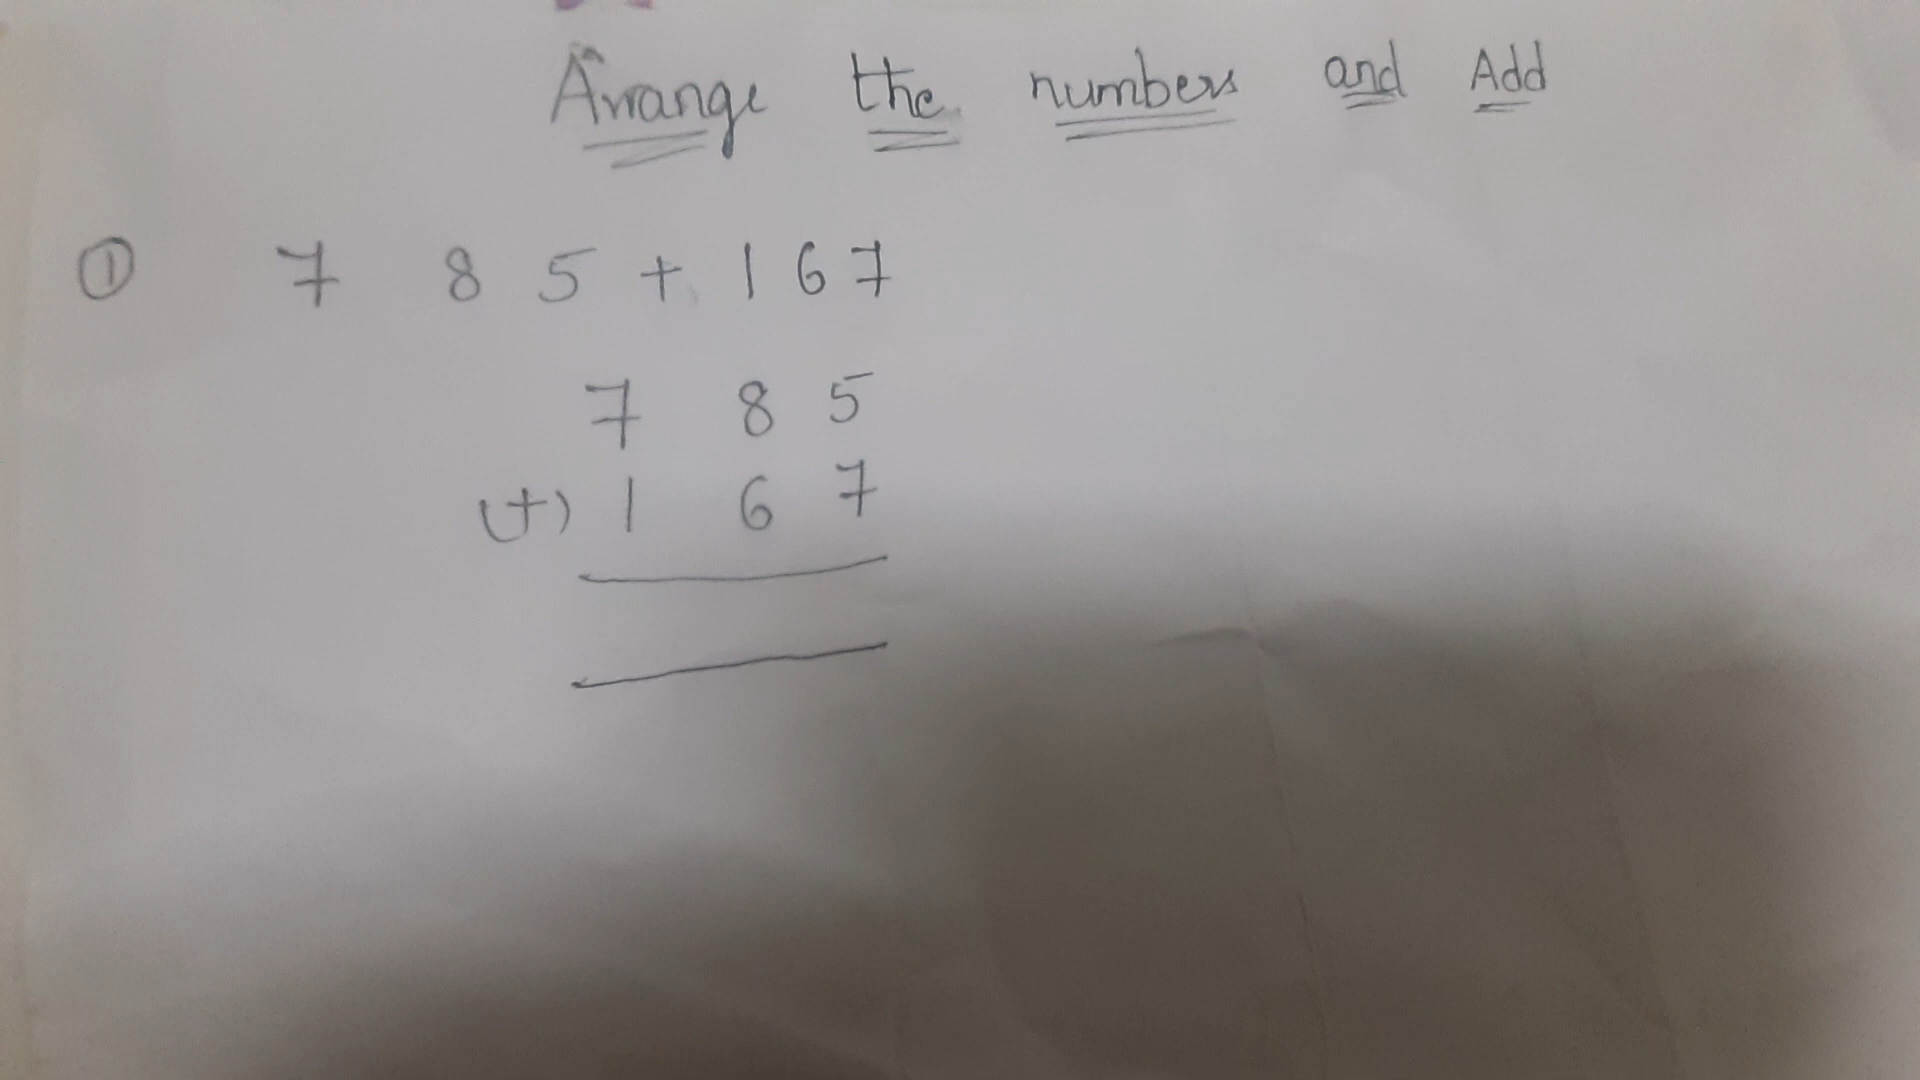 Arrange the numbers and Add
① 7 8 5 + 1 6 7
7 8 5
(+) 1 6 7